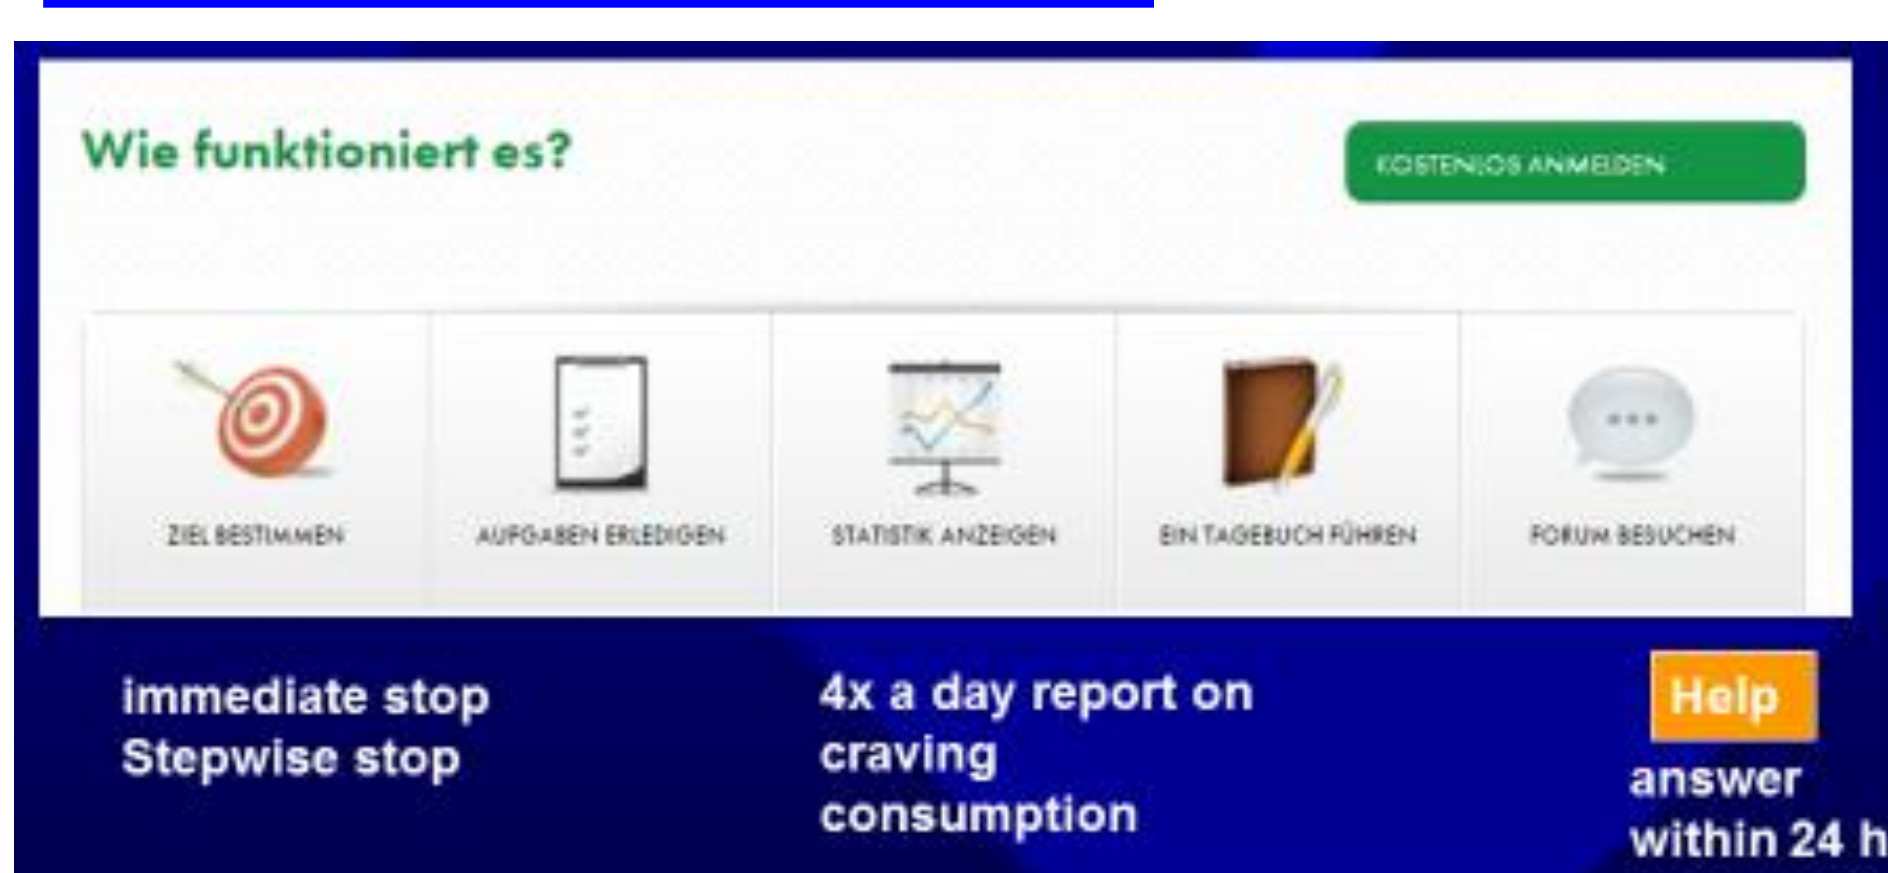 Wie funktioniert es?
KOSTENLOS ANMELDEN
ZIEL BESTIMMEN
AUFGABEN ERLEDIGEN
STATISTIK ANZEIGEN
EIN TAGEBUCH FÜHREN
FORUM BESUCHEN
immediate stop
Stepwise stop
4x a day report on
craving
consumption
Help
answer
within 24 h